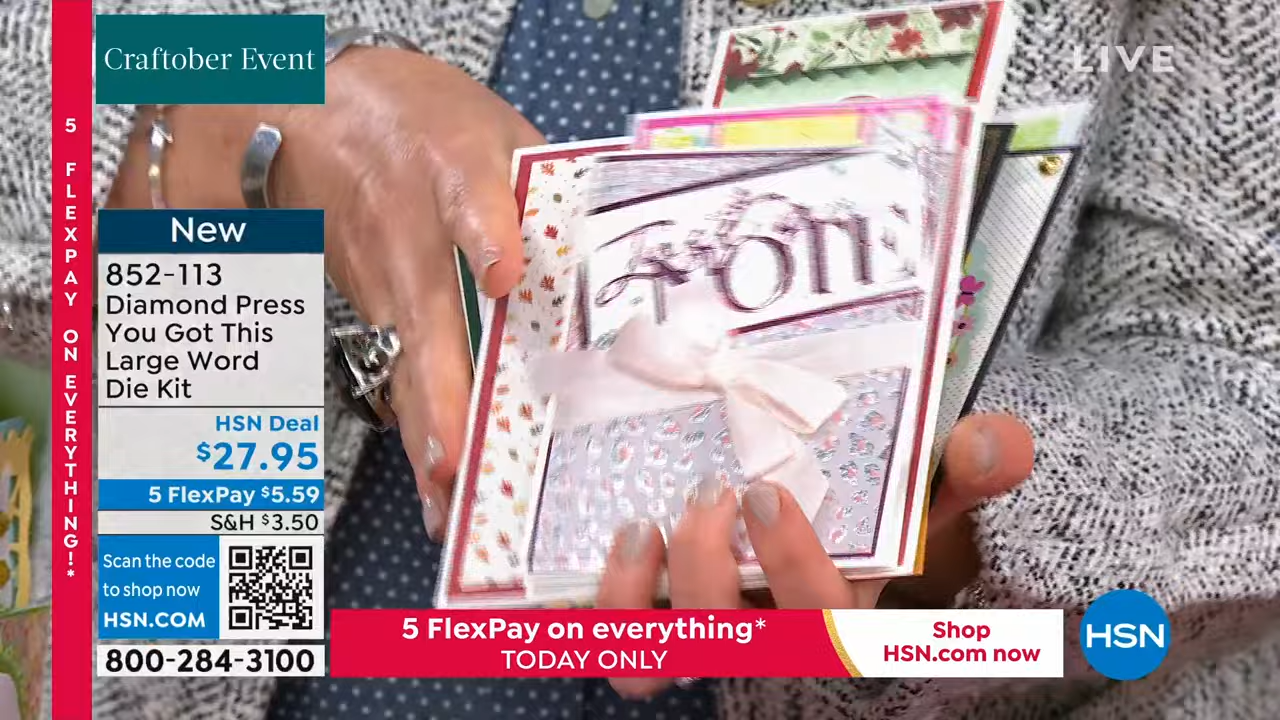 Craftober Event
LIVE
5 FLEXPAY ON EVERYTHING!*
New
852-113
Diamond Press
You Got This
Large Word
Die Kit
HSN Deal
$27.95
5 FlexPay $5.59
S&H $3.50
Scan the code
to shop now
HSN.COM
800-284-3100
5 FlexPay on everything*
TODAY ONLY
Shop
HSN.com now
HSN